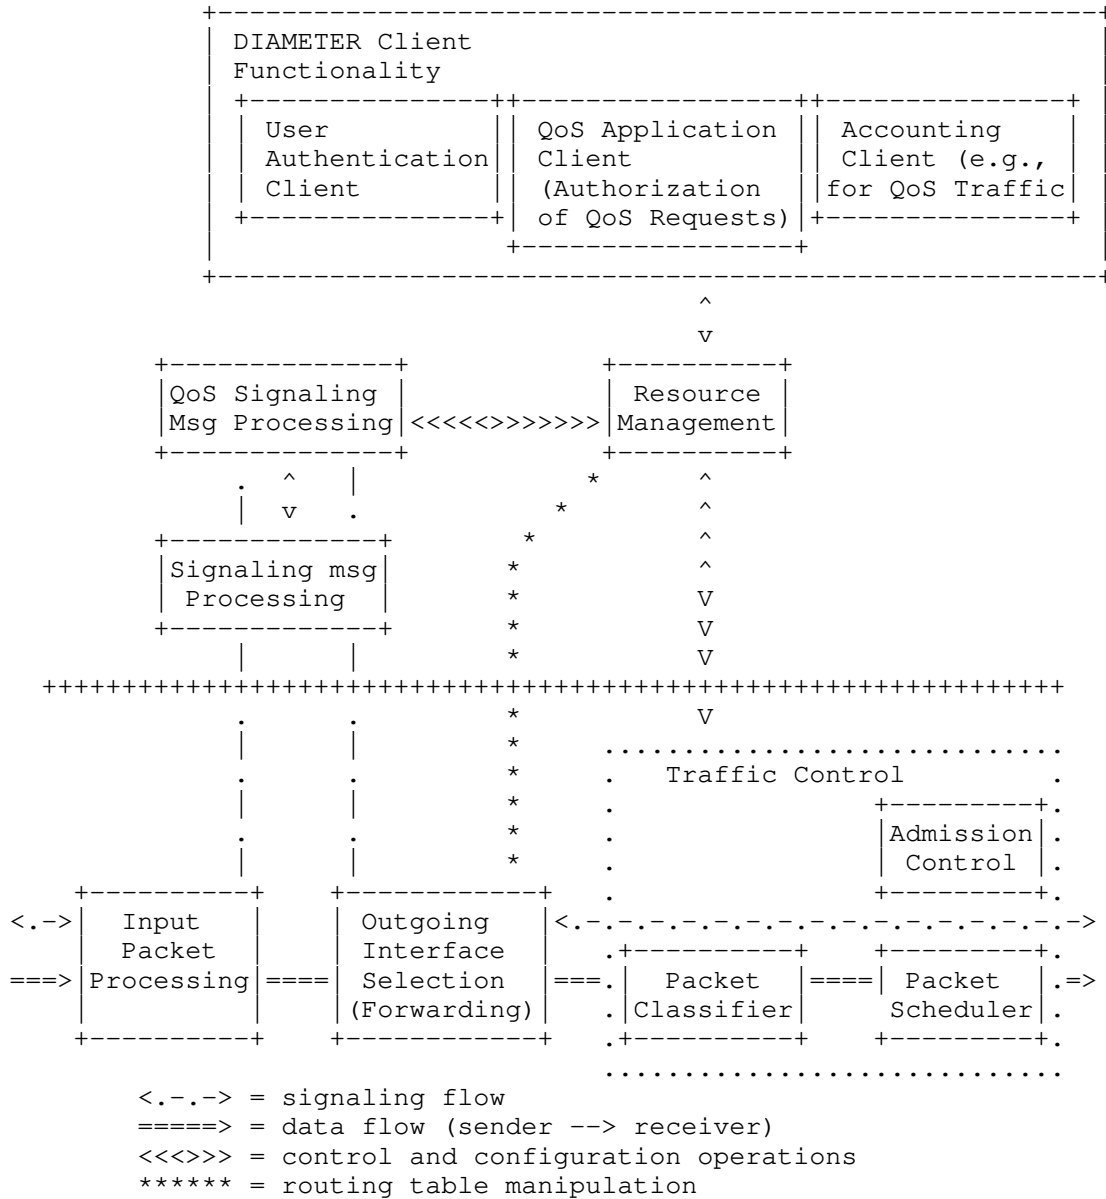 DIAMETER Client
Functionality
User QoS Application Accounting
Authentication Client Client (e.g.,
Client (Authorization for QoS Traffic
of QoS Requests)
^
v
QoS Signaling Resource
Msg Processing <<<<<>>>>>>> Management
. ^ | * ^
| v . * ^
* ^
Signaling msg * ^
Processing * V
* V
| | * V
++++++++++++++++++++++++++++++++++++++++++++++++++++++++++++++++
. . * V
| | *
. . * Traffic Control
| | *
. . * Admission
| | * Control
<.-> Input Outgoing <.-.-.-.-.-.-.-.-.-.-.-.-.-.-.-.->
Packet Interface
===> Processing ==== Selection === Packet ==== Packet =>
(Forwarding) Classifier Scheduler
<.-.-> = signaling flow
=====> = data flow (sender --> receiver)
<<<>>> = control and configuration operations
****** = routing table manipulation